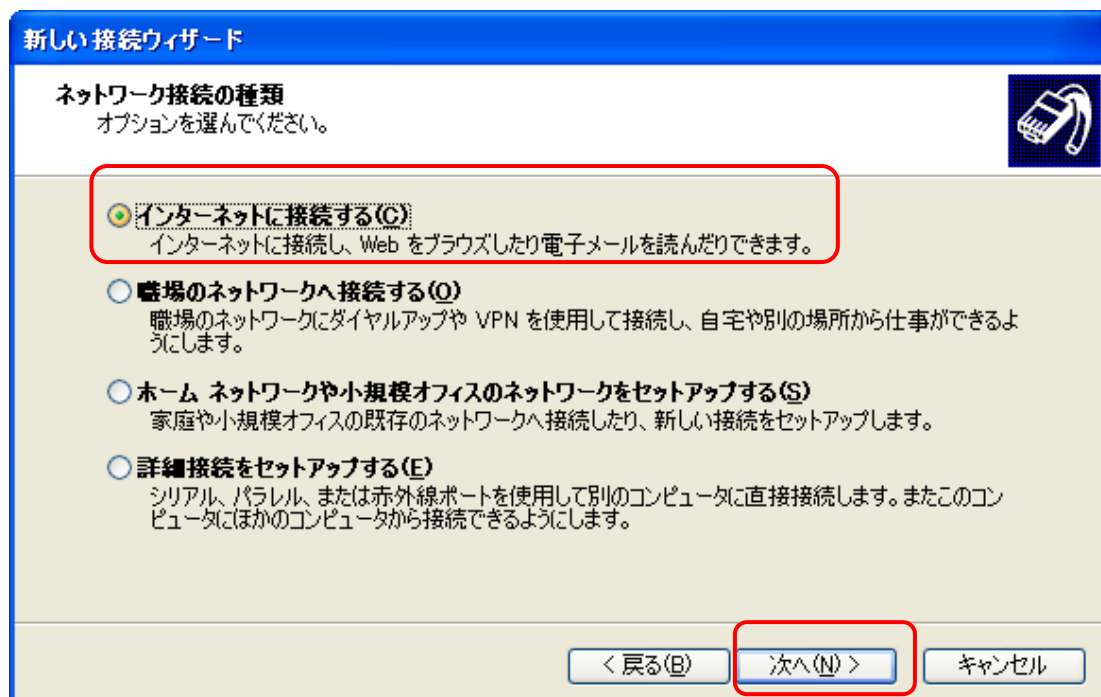 新しい接続ウィザード
ネットワーク接続の種類
オプションを選んでください。
インターネットに接続する(C)
インターネットに接続し、Web をブラウズしたり電子メールを読んだりできます。
職場のネットワークへ接続する(O)
職場のネットワークにダイヤルアップや VPN を使用して接続し、自宅や別の場所から仕事ができるよ
うにします。
ホーム ネットワークや小規模オフィスのネットワークをセットアップする(S)
家庭や小規模オフィスの既存のネットワークへ接続したり、新しい接続をセットアップします。
詳細接続をセットアップする(E)
シリアル、パラレル、または赤外線ポートを使用して別のコンピュータに直接接続します。またこのコン
ピュータにほかのコンピュータから接続できるようにします。
< 戻る(B) 次へ(N) > キャンセル